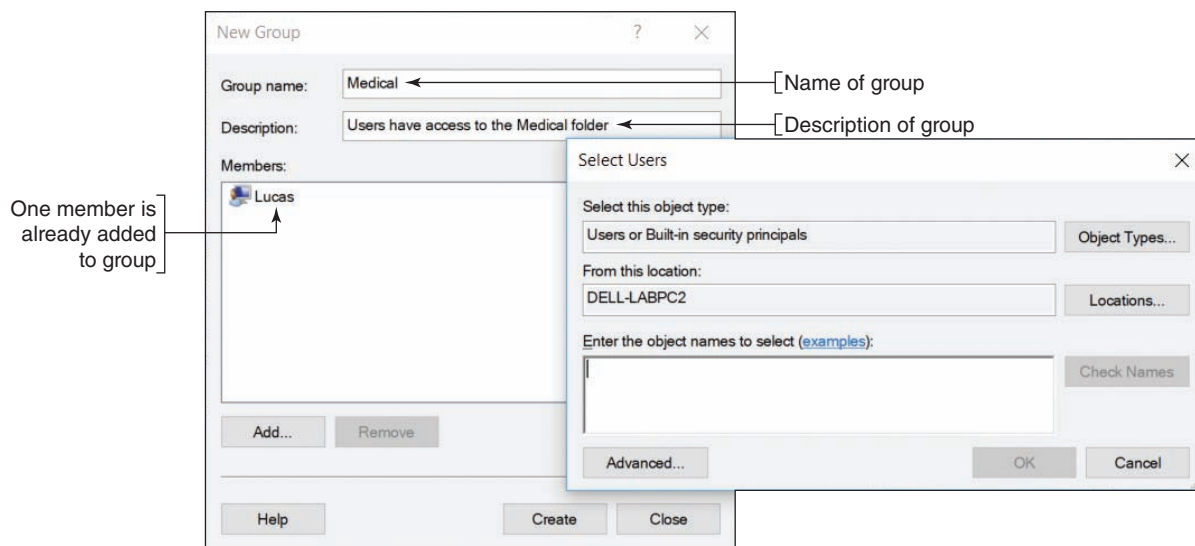 New Group
?
Group name:
Medical
Name of group
Description:
Users have access to the Medical folder
Description of group
Members:
Lucas
One member is
already added
to group
Add...
Remove
Help
Create
Close
Select Users
Select this object type:
Users or Built-in security principals
Object Types...
From this location:
DELL-LABPC2
Locations...
Enter the object names to select (examples):
Check Names
Advanced...
OK
Cancel